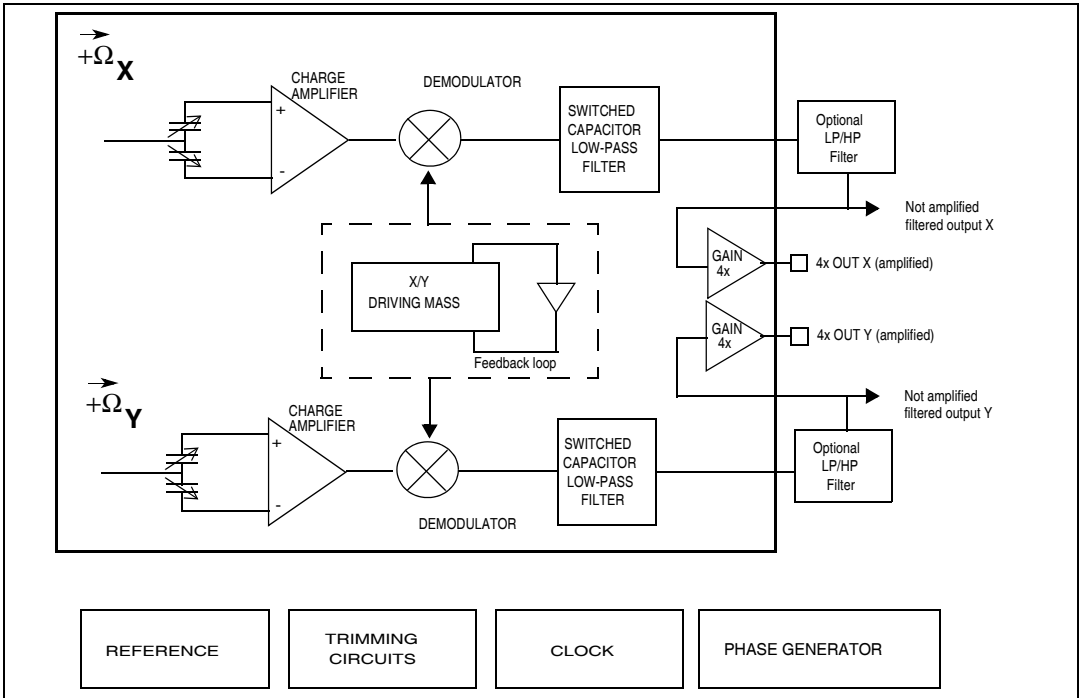 +Ω X
CHARGE
AMPLIFIER
+
-
DEMODULATOR
SWITCHED
CAPACITOR
LOW-PASS
FILTER
Optional
LP/HP
Filter
Not amplified
filtered output X
GAIN
4x
4x OUT X (amplified)
X/Y
DRIVING MASS
Feedback loop
GAIN
4x
4x OUT Y (amplified)
Not amplified
filtered output Y
+Ω Y
CHARGE
AMPLIFIER
+
-
DEMODULATOR
SWITCHED
CAPACITOR
LOW-PASS
FILTER
Optional
LP/HP
Filter
REFERENCE
TRIMMING
CIRCUITS
CLOCK
PHASE GENERATOR